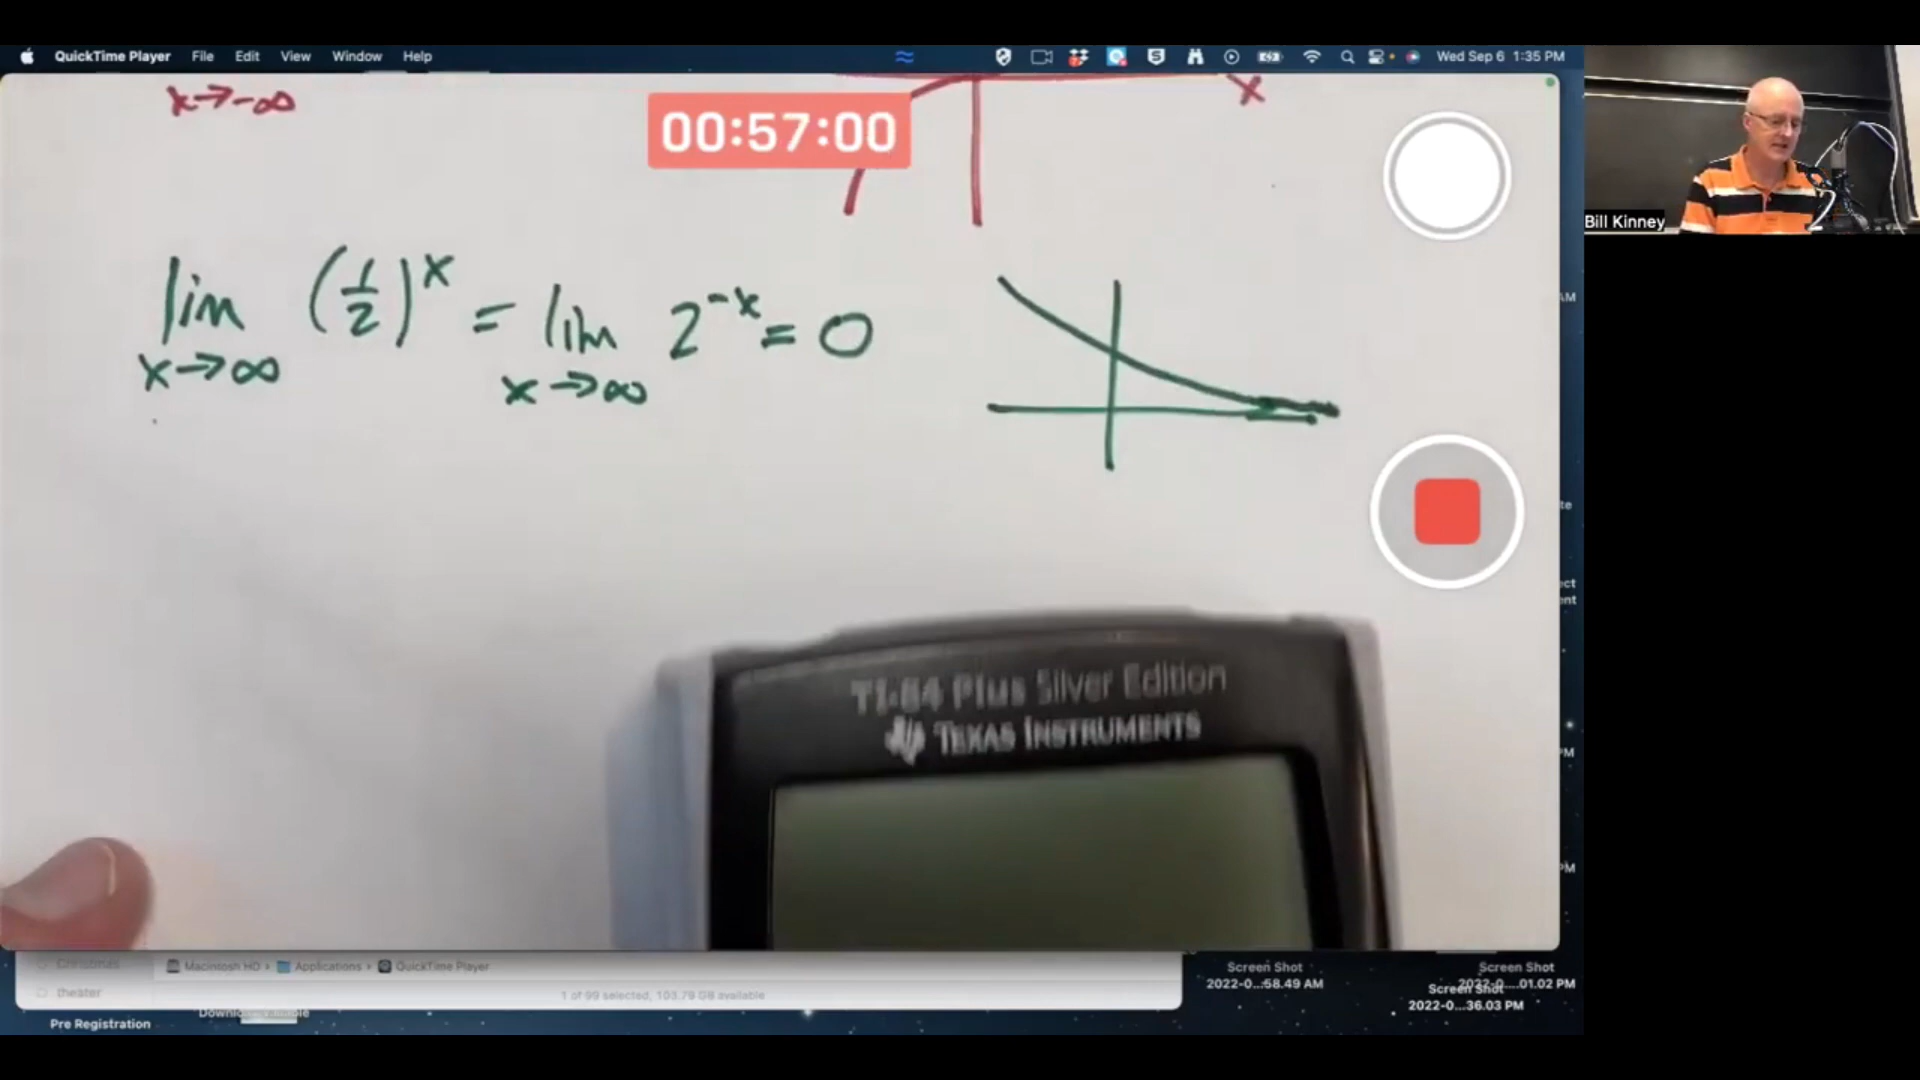 QuickTime Player File Edit View Window Help Wed Sep 6 1:35 PM
x→-∞
x
00:57:00
Bill Kinney
lim (1/2)^x = lim 2^-x = 0
x→∞ x→∞
TI-84 Plus Silver Edition
TEXAS INSTRUMENTS
Christmas
Macintosh HD › Applications › QuickTime Player
theater
1 of 99 selected, 103.79 GB available
Pre Registration
Screen Shot
2022-0...58.49 AM
Screen Shot
01.02 PM
Screen Shot
2022-0...36.03 PM